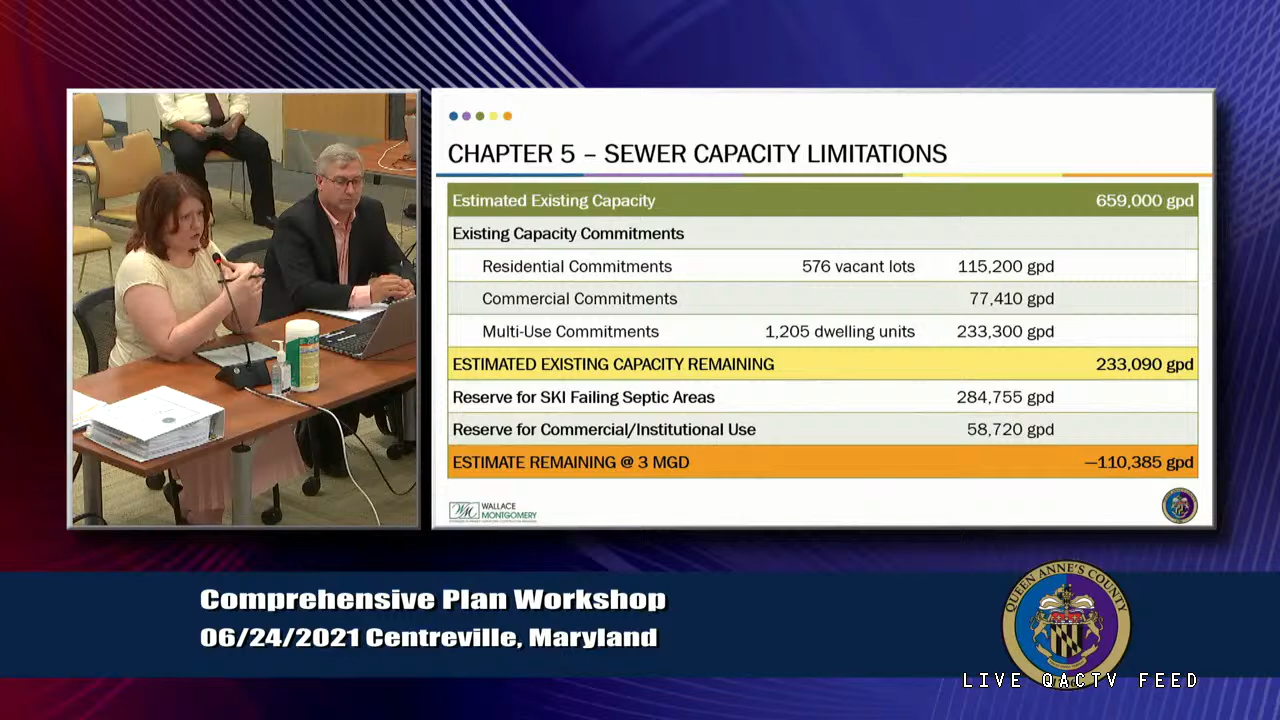 CHAPTER 5 – SEWER CAPACITY LIMITATIONS
Estimated Existing Capacity 659,000 gpd
Existing Capacity Commitments
Residential Commitments 576 vacant lots 115,200 gpd
Commercial Commitments 77,410 gpd
Multi-Use Commitments 1,205 dwelling units 233,300 gpd
ESTIMATED EXISTING CAPACITY REMAINING 233,090 gpd
Reserve for SKI Failing Septic Areas 284,755 gpd
Reserve for Commercial/Institutional Use 58,720 gpd
ESTIMATE REMAINING @ 3 MGD —110,385 gpd
WALLACE
MONTGOMERY
Comprehensive Plan Workshop
06/24/2021 Centreville, Maryland
QUEEN ANNE'S COUNTY
LIVE QACTV FEED